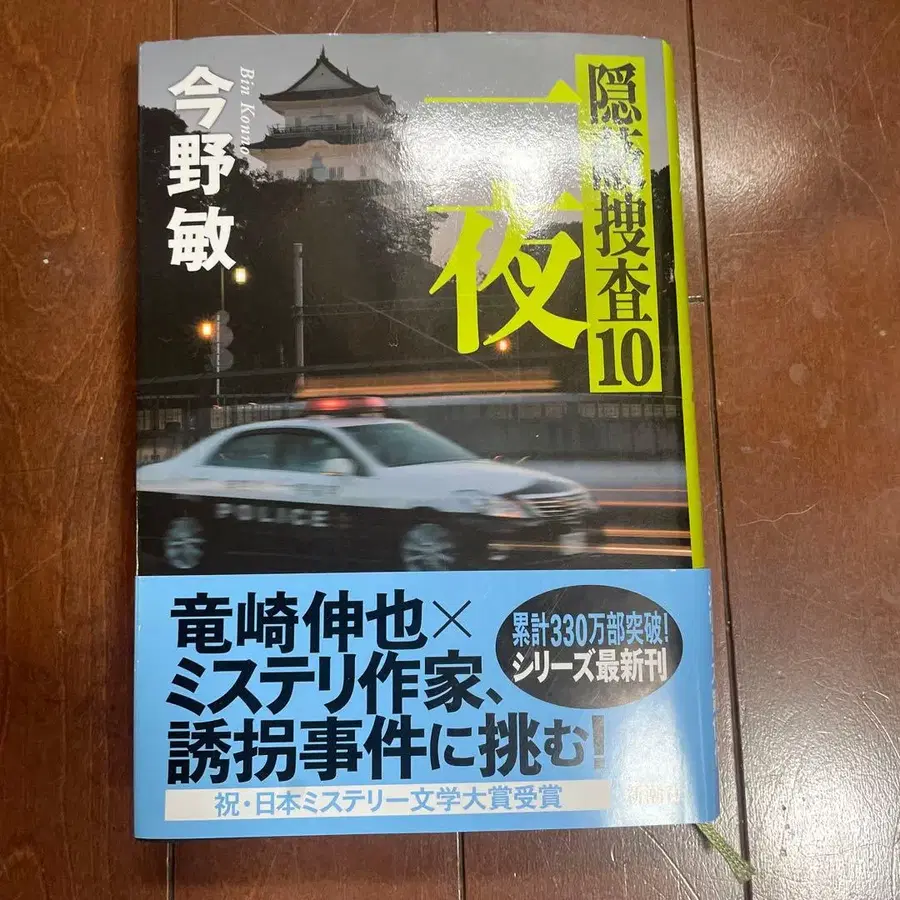 隠蔽捜査10
一夜
今野敏
Bin Konno
POLICE
竜崎伸也×
ミステリ作家、
誘拐事件に挑む!
累計330万部突破!
シリーズ最新刊
祝・日本ミステリー文学大賞受賞
新潮社